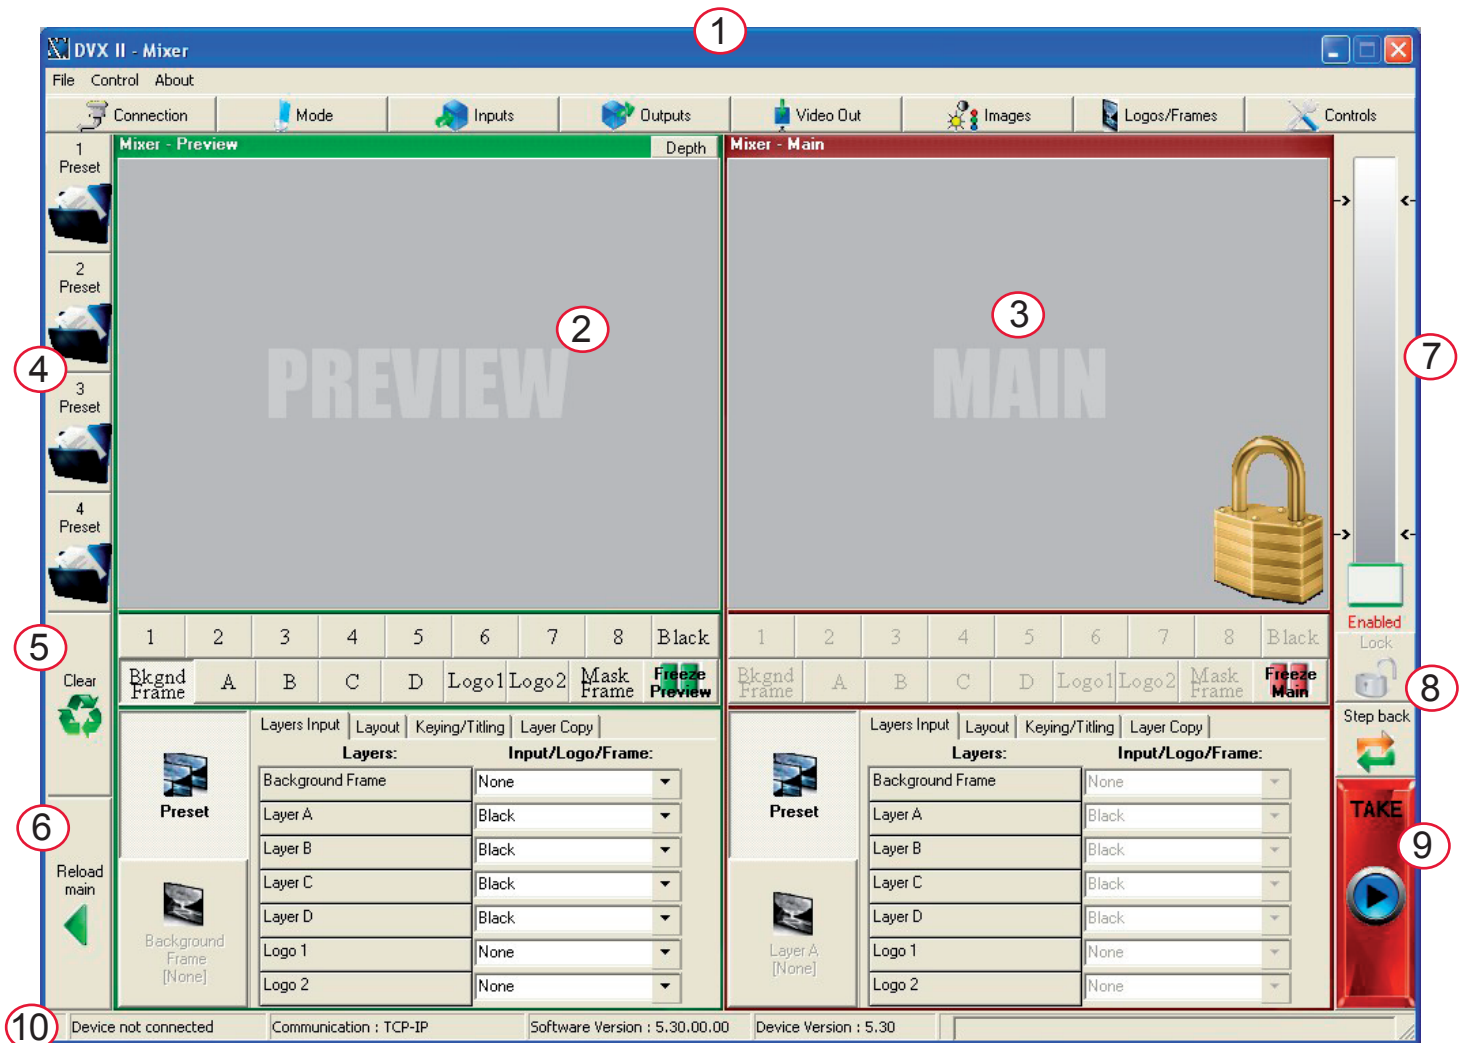 1
DVX II - Mixer
File Control About
Connection Mode Inputs Outputs Video Out Images Logos/Frames Controls
1
Preset
2
Preset
4
3
Preset
4
Preset
5
Clear
6
Reload
main
Mixer - Preview Depth
2
PREVIEW
1 2 3 4 5 6 7 8 Black
Bkgnd Frame A B C D Logo1 Logo2 Mask Frame Freeze Preview
Preset
Background
Frame
[None]
Layers Input Layout Keying/Titling Layer Copy
Layers: Input/Logo/Frame:
Background Frame None
Layer A Black
Layer B Black
Layer C Black
Layer D Black
Logo 1 None
Logo 2 None
Mixer - Main
3
MAIN
1 2 3 4 5 6 7 8 Black
Bkgnd Frame A B C D Logo1 Logo2 Mask Frame Freeze Main
Preset
Layer A
[None]
Layers Input Layout Keying/Titling Layer Copy
Layers: Input/Logo/Frame:
Background Frame None
Layer A Black
Layer B Black
Layer C Black
Layer D Black
Logo 1 None
Logo 2 None
7
Enabled
Lock
8
Step back
TAKE
9
10 Device not connected Communication : TCP-IP Software Version : 5.30.00.00 Device Version : 5.30